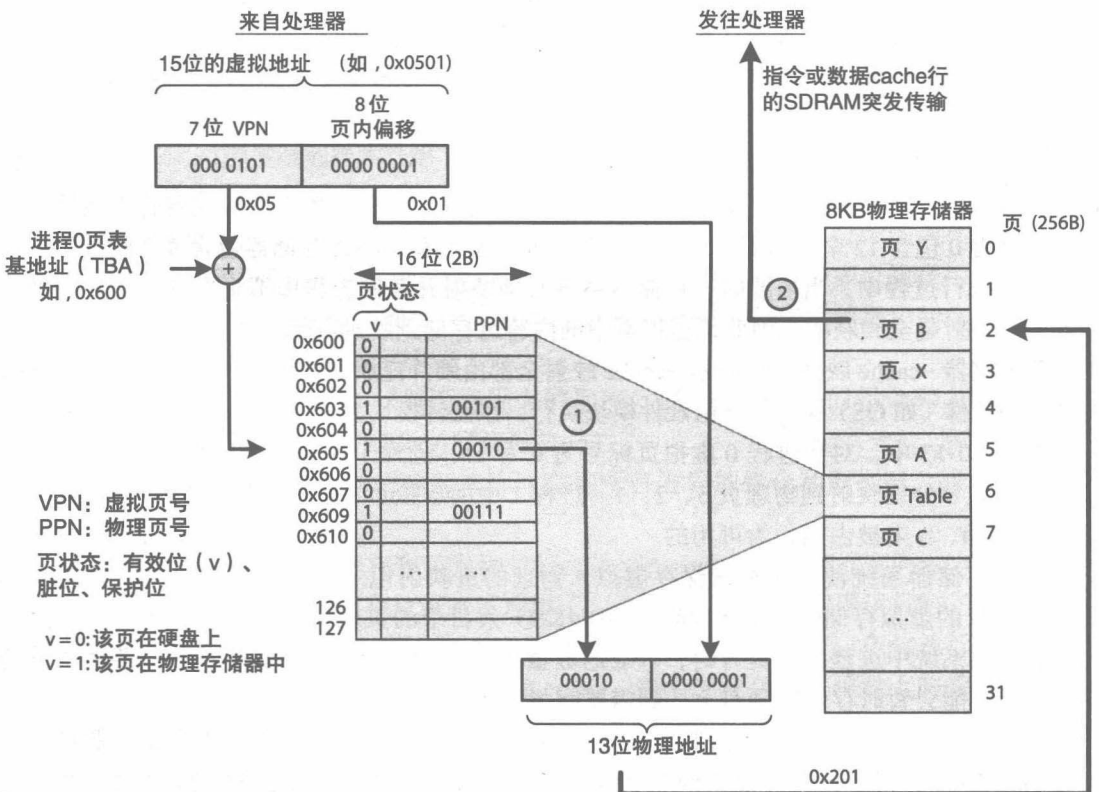 来自处理器
发往处理器
15位的虚拟地址 (如,0x0501)
指令或数据cache行
的SDRAM突发传输
8位
7位 VPN 页内偏移
000 0101 0000 0001
0x05 0x01
8KB物理存储器 页 (256B)
进程0页表
基地址(TBA)
如,0x600
+
16位(2B)
页状态
v PPN
0x600 0
0x601 0
0x602 0
0x603 1 00101
0x604 0
0x605 1 00010
0x606 0
0x607 0
0x609 1 00111
0x610 0
...
126
127
1
2
页 Y 0
1
页 B 2
页 X 3
4
页 A 5
页 Table 6
页 C 7
...
31
VPN:虚拟页号
PPN:物理页号
页状态:有效位(v)、
脏位、保护位
v=0:该页在硬盘上
v=1:该页在物理存储器中
00010 0000 0001
13位物理地址
0x201